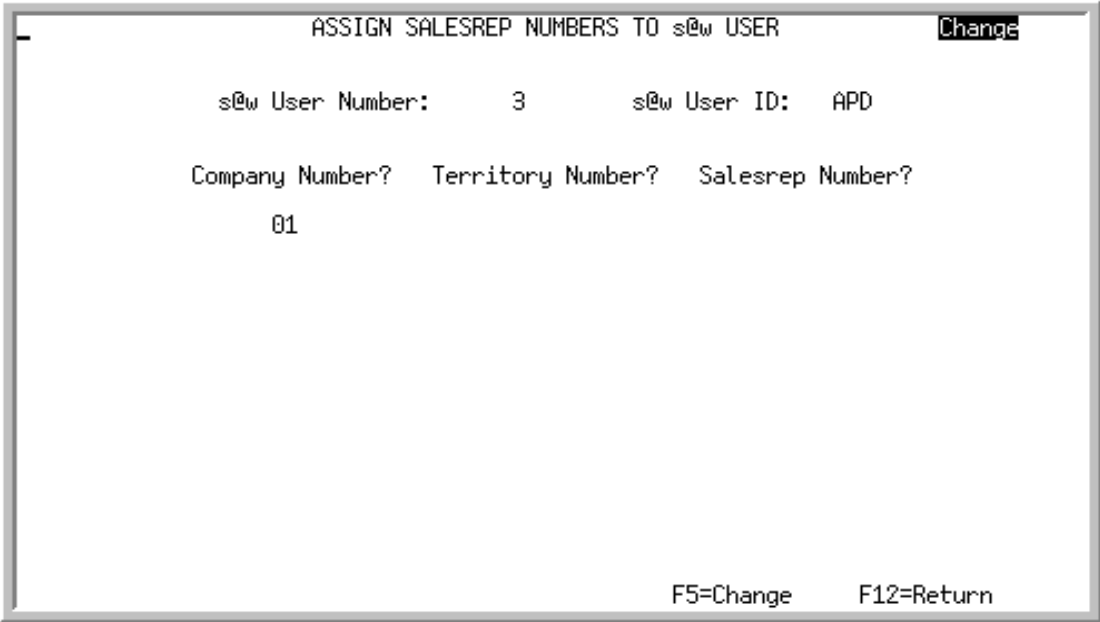 ASSIGN SALESREP NUMBERS TO s@w USER Change
s@w User Number: 3 s@w User ID: APD
Company Number? Territory Number? Salesrep Number?
01
F5=Change F12=Return